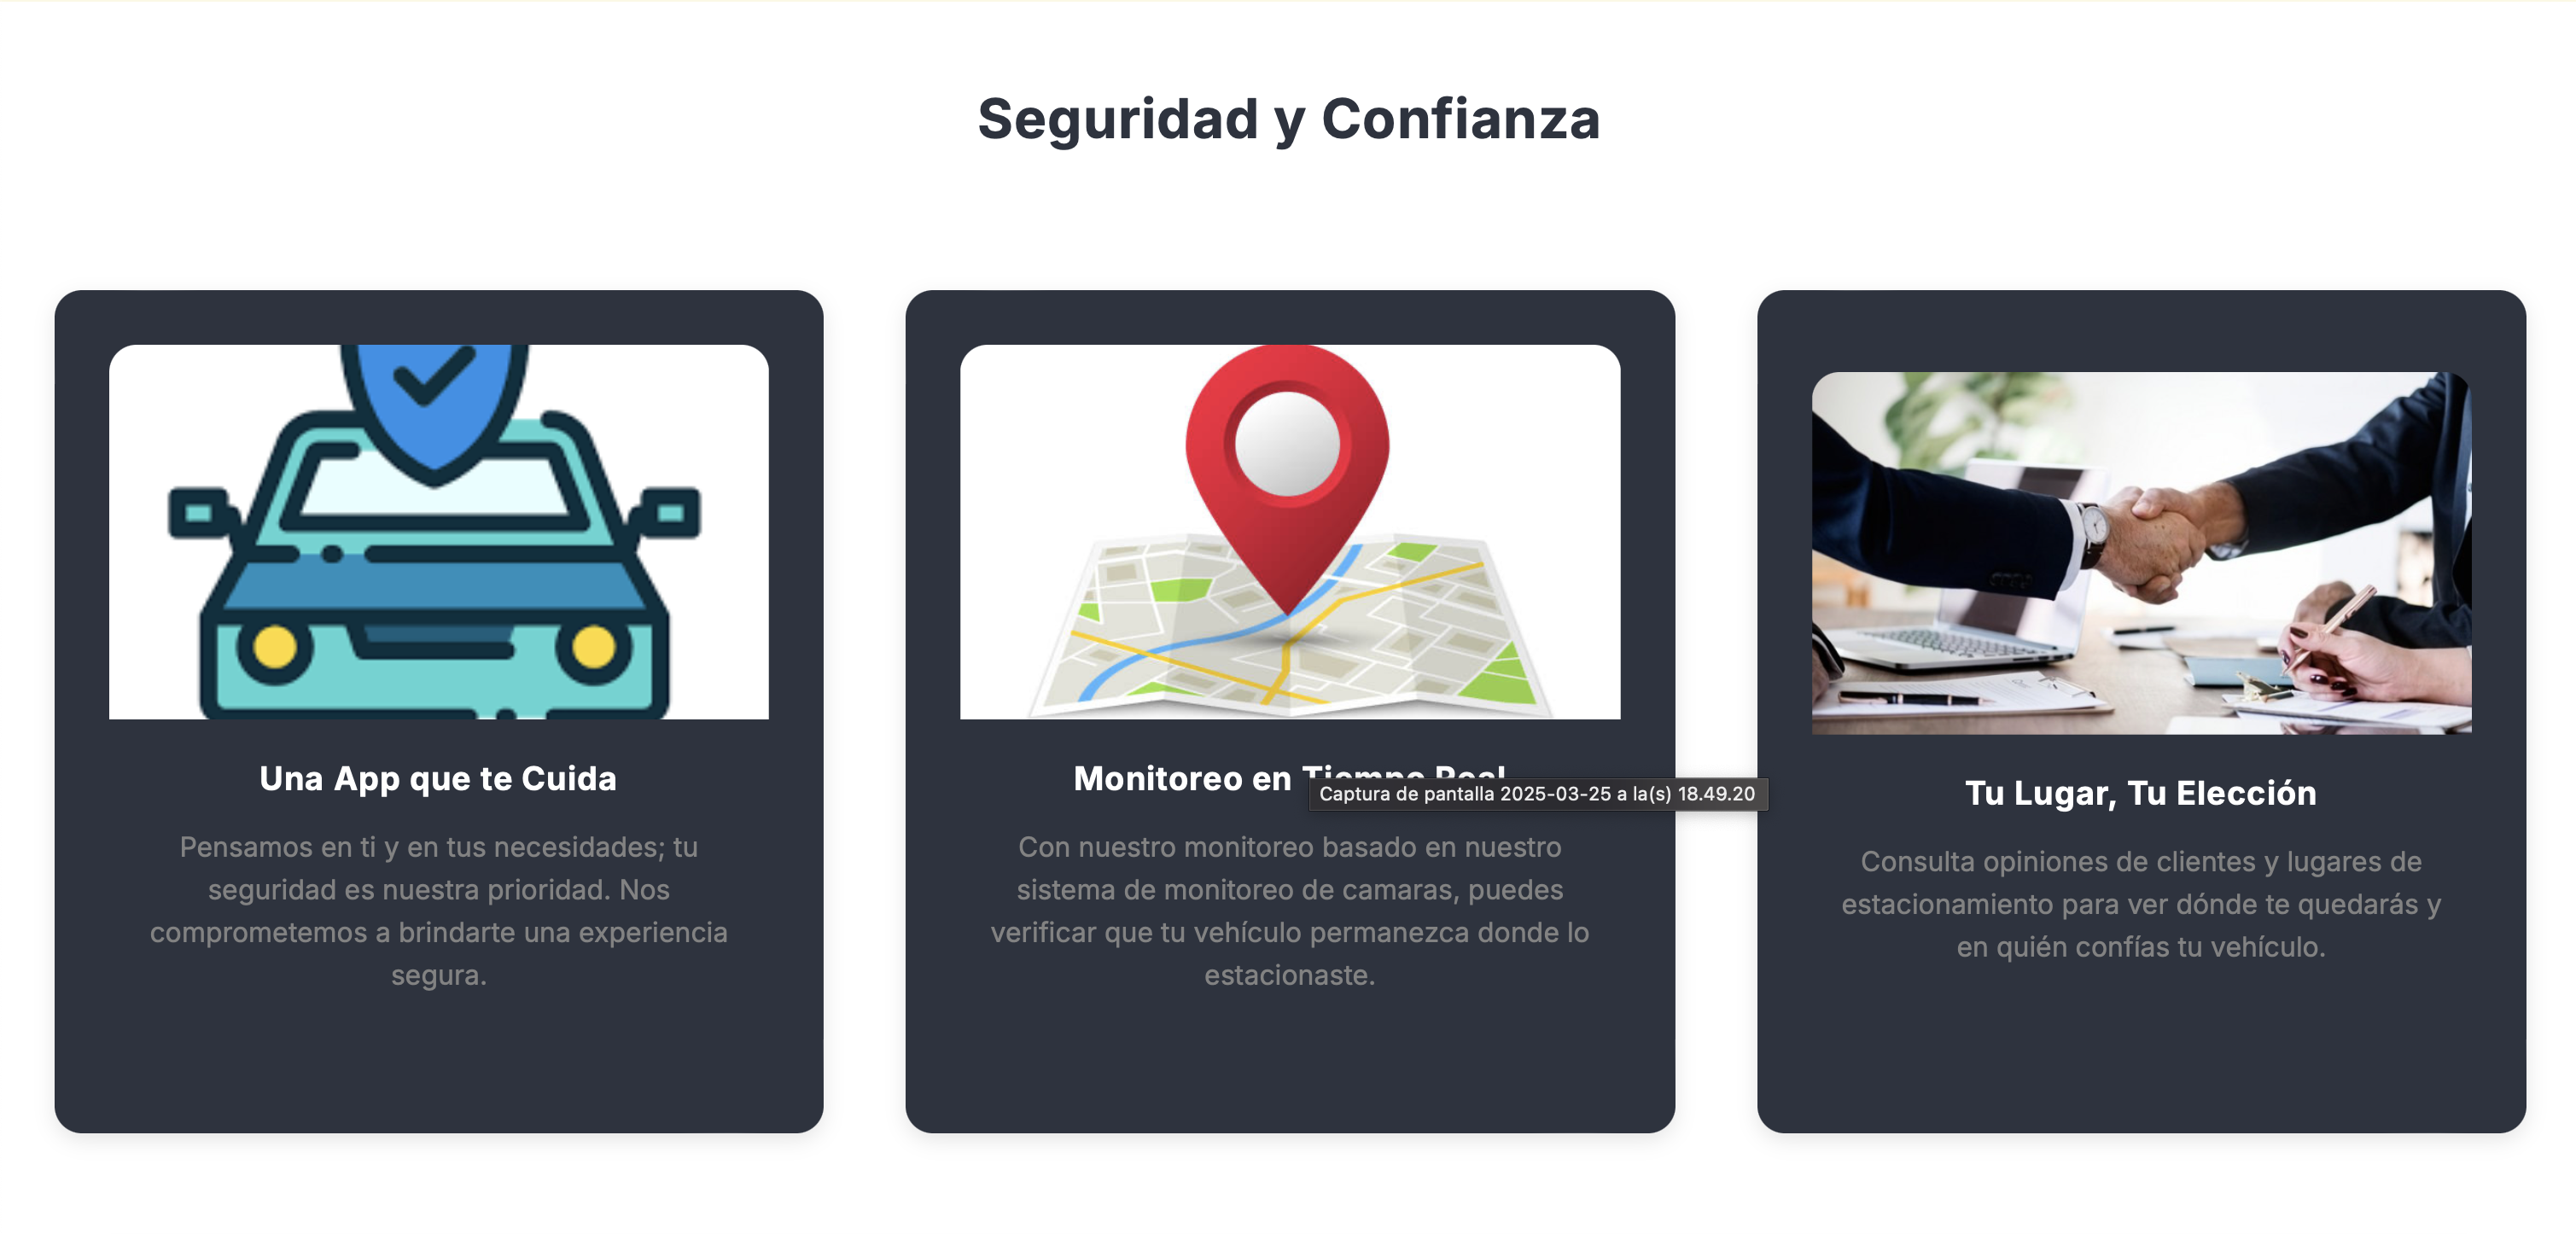 Seguridad y Confianza
Una App que te Cuida
Pensamos en ti y en tus necesidades; tu
seguridad es nuestra prioridad. Nos
comprometemos a brindarte una experiencia
segura.
Monitoreo en Tiempo Real
Captura de pantalla 2025-03-25 a la(s) 18.49.20
Con nuestro monitoreo basado en nuestro
sistema de monitoreo de camaras, puedes
verificar que tu vehículo permanezca donde lo
estacionaste.
Tu Lugar, Tu Elección
Consulta opiniones de clientes y lugares de
estacionamiento para ver dónde te quedarás y
en quién confías tu vehículo.